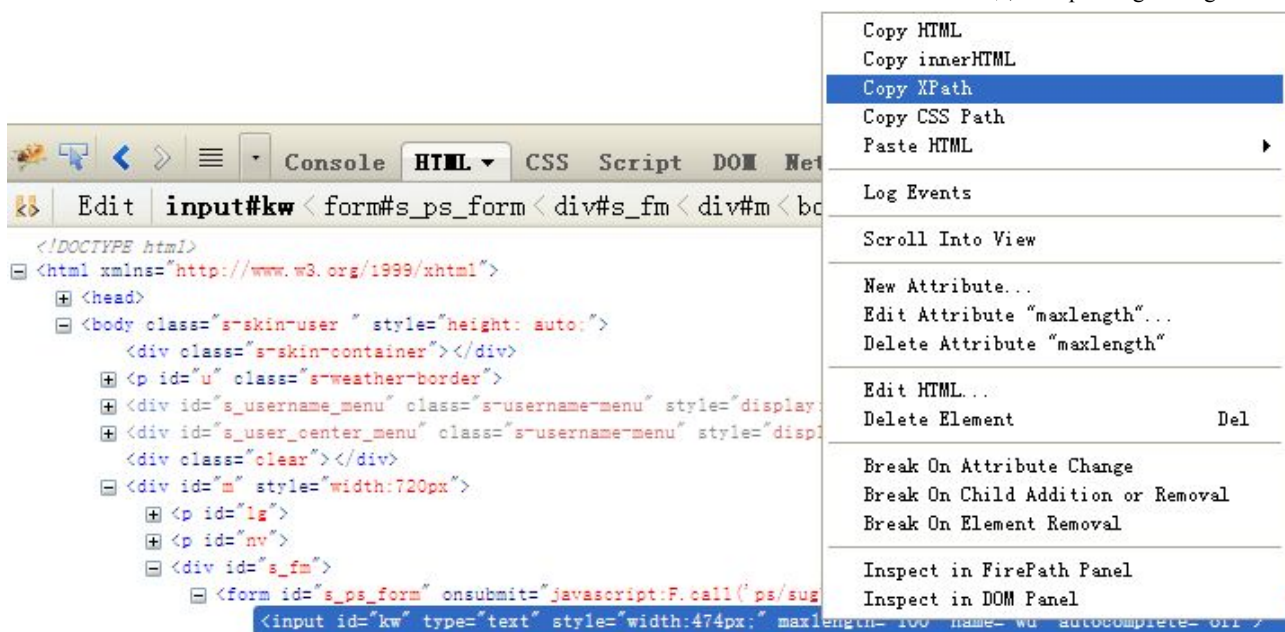 Copy HTML
Copy innerHTML
Copy XPath
Copy CSS Path
Paste HTML
Log Events
Scroll Into View
New Attribute...
Edit Attribute "maxlength"...
Delete Attribute "maxlength"
Edit HTML...
Delete Element Del
Break On Attribute Change
Break On Child Addition or Removal
Break On Element Removal
Inspect in FirePath Panel
Inspect in DOM Panel
Console HTML CSS Script DOM Net
Edit input#kw < form#s_ps_form < div#s_fm < div#m < bo
<!DOCTYPE html>
<html xmlns="http://www.w3.org/1999/xhtml">
<head>
<body class="s-skin-user " style="height: auto;">
<div class="s-skin-container"></div>
<p id="u" class="s-weather-border">
<div id="s_username_menu" class="s-username-menu" style="display:
<div id="s_user_center_menu" class="s-username-menu" style="displ
<div class="clear"></div>
<div id="m" style="width:720px">
<p id="lg">
<p id="nv">
<div id="s_fm">
<form id="s_ps_form" onsubmit="javascript:F.call('ps/sug
<input id="kw" type="text" style="width:474px;" maxlength="100" name="wd" autocomplete="off">